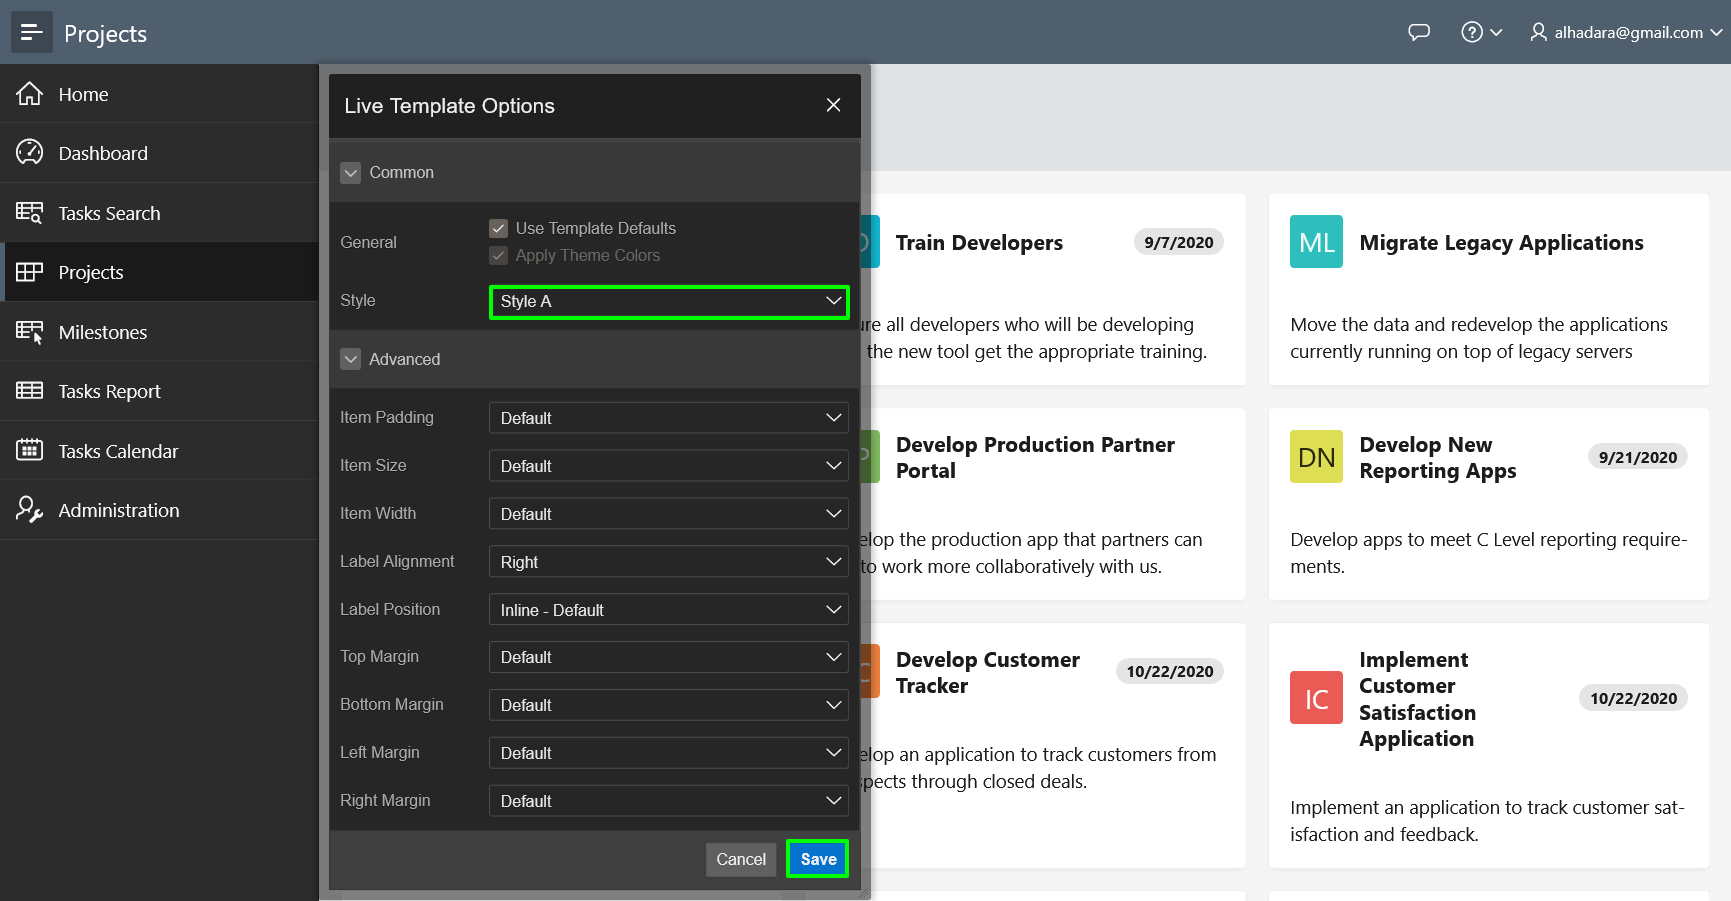 Projects
alhadara@gmail.com
Home
Dashboard
Tasks Search
Projects
Milestones
Tasks Report
Tasks Calendar
Administration
Live Template Options
Common
General
Use Template Defaults
Apply Theme Colors
Style
Style A
Advanced
Item Padding
Default
Item Size
Default
Item Width
Default
Label Alignment
Right
Label Position
Inline - Default
Top Margin
Default
Bottom Margin
Default
Left Margin
Default
Right Margin
Default
Cancel
Save
Train Developers
9/7/2020
all developers who will be developing
the new tool get the appropriate training.
ML
Migrate Legacy Applications
Move the data and redevelop the applications
currently running on top of legacy servers
Develop Production Partner
Portal
the production app that partners can
to work more collaboratively with us.
DN
Develop New
Reporting Apps
9/21/2020
Develop apps to meet C Level reporting require-
ments.
Develop Customer
Tracker
10/22/2020
an application to track customers from
through closed deals.
IC
Implement
Customer
Satisfaction
Application
10/22/2020
Implement an application to track customer sat-
isfaction and feedback.